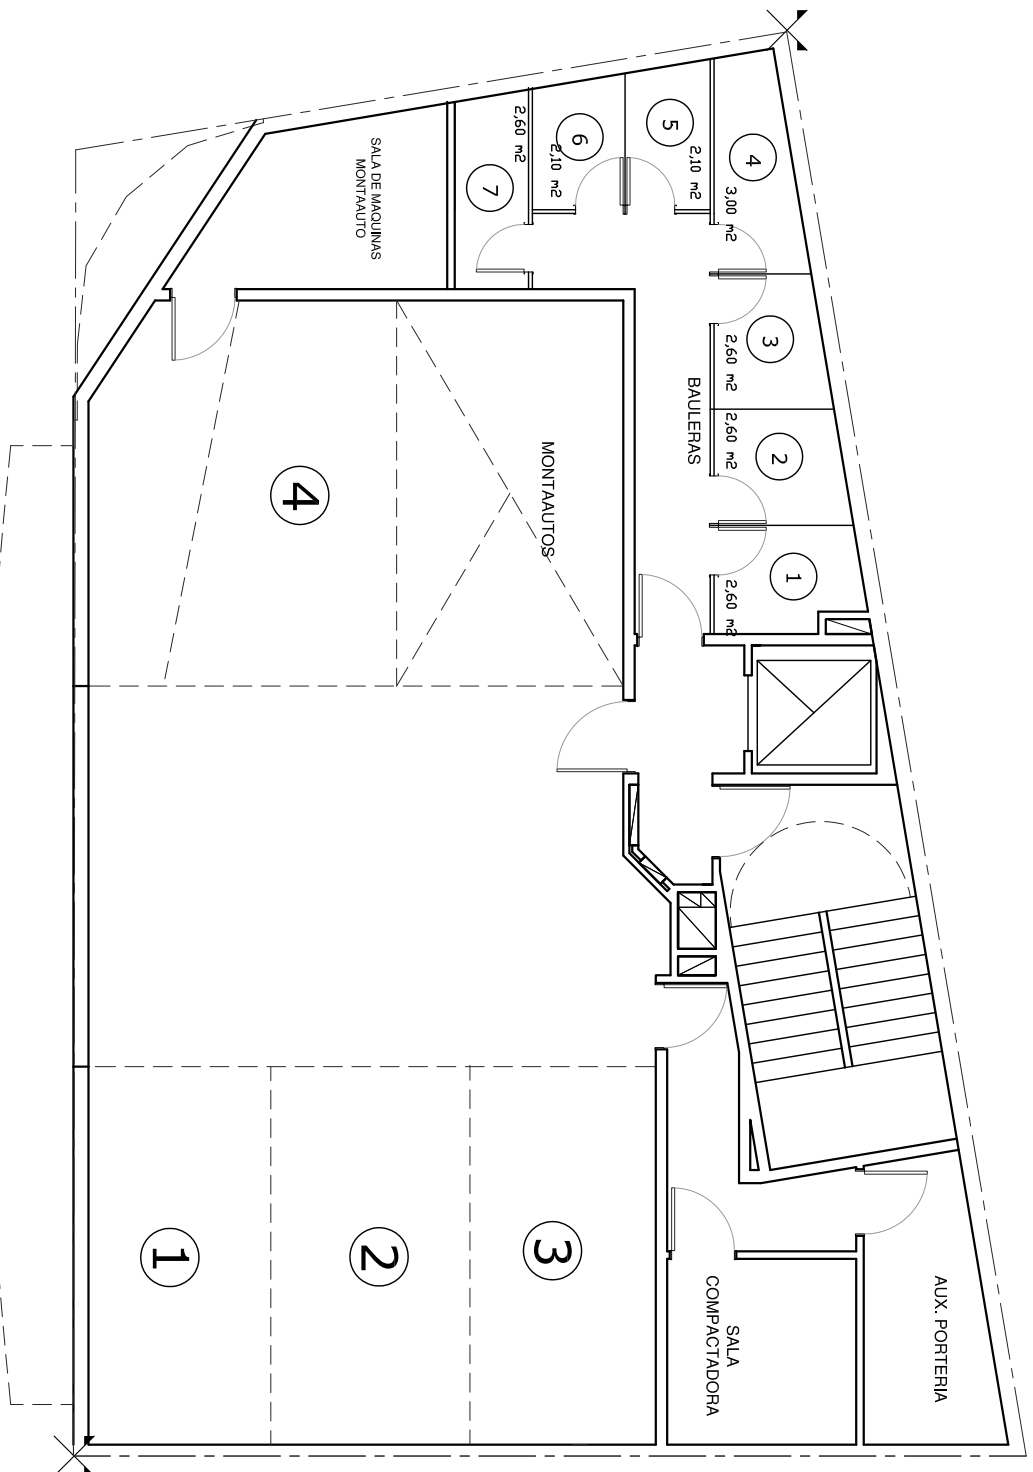 SALA DE MAQUINAS
MONTAAUTO
7
2,60 m2
6
2,10 m2
5
2,10 m2
4
3,00 m2
3
2,60 m2
2
2,60 m2
1
2,60 m2
BAULERAS
MONTAAUTOS
4
1
2
3
SALA
COMPACTADORA
AUX. PORTERIA